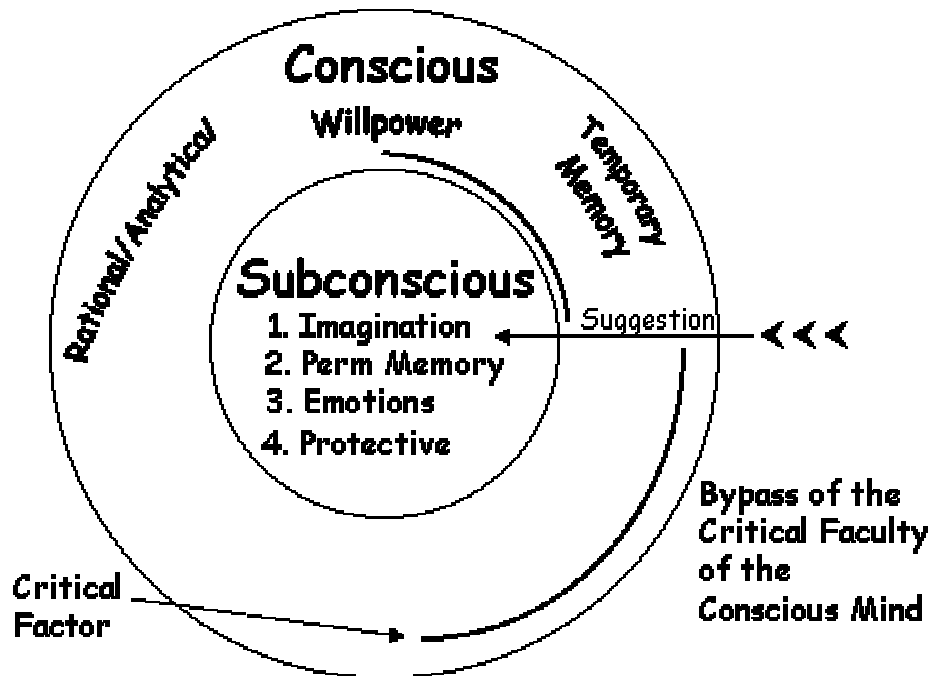 Conscious
Willpower
Rational/Analytical
Temporary
Memory
Subconscious
1. Imagination
2. Perm Memory
3. Emotions
4. Protective
Suggestion
Bypass of the
Critical Faculty
of the
Conscious Mind
Critical
Factor